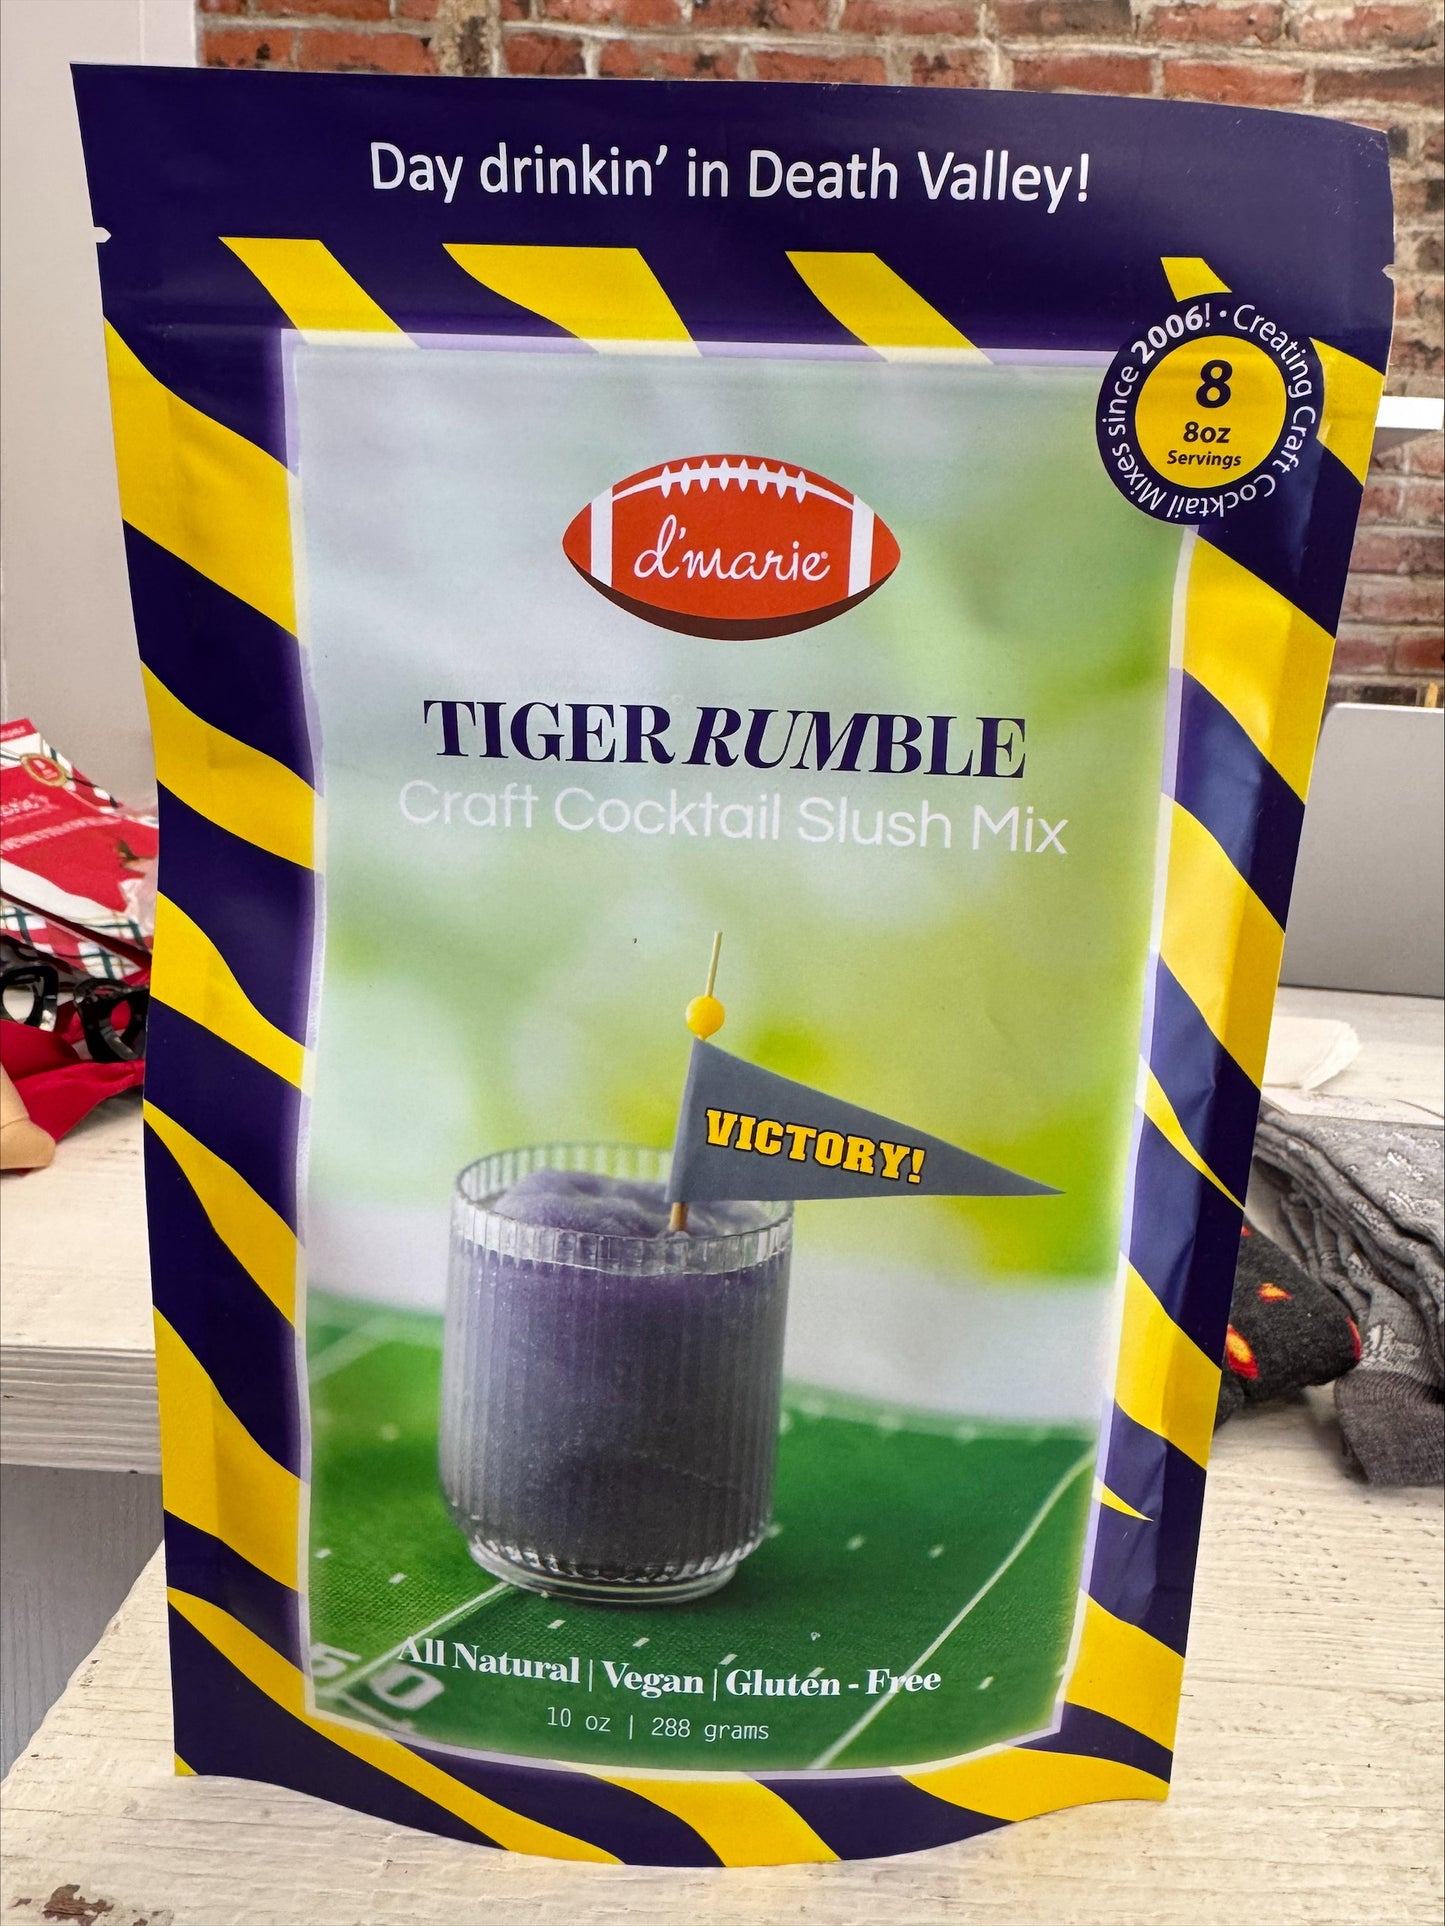 Day drinkin' in Death Valley!
Creating Craft Cocktail Mixes since 2006! •
8
8oz
Servings
d'marie
TIGER RUMBLE
Craft Cocktail Slush Mix
VICTORY!
50
All Natural | Vegan | Gluten - Free
10 oz | 288 grams